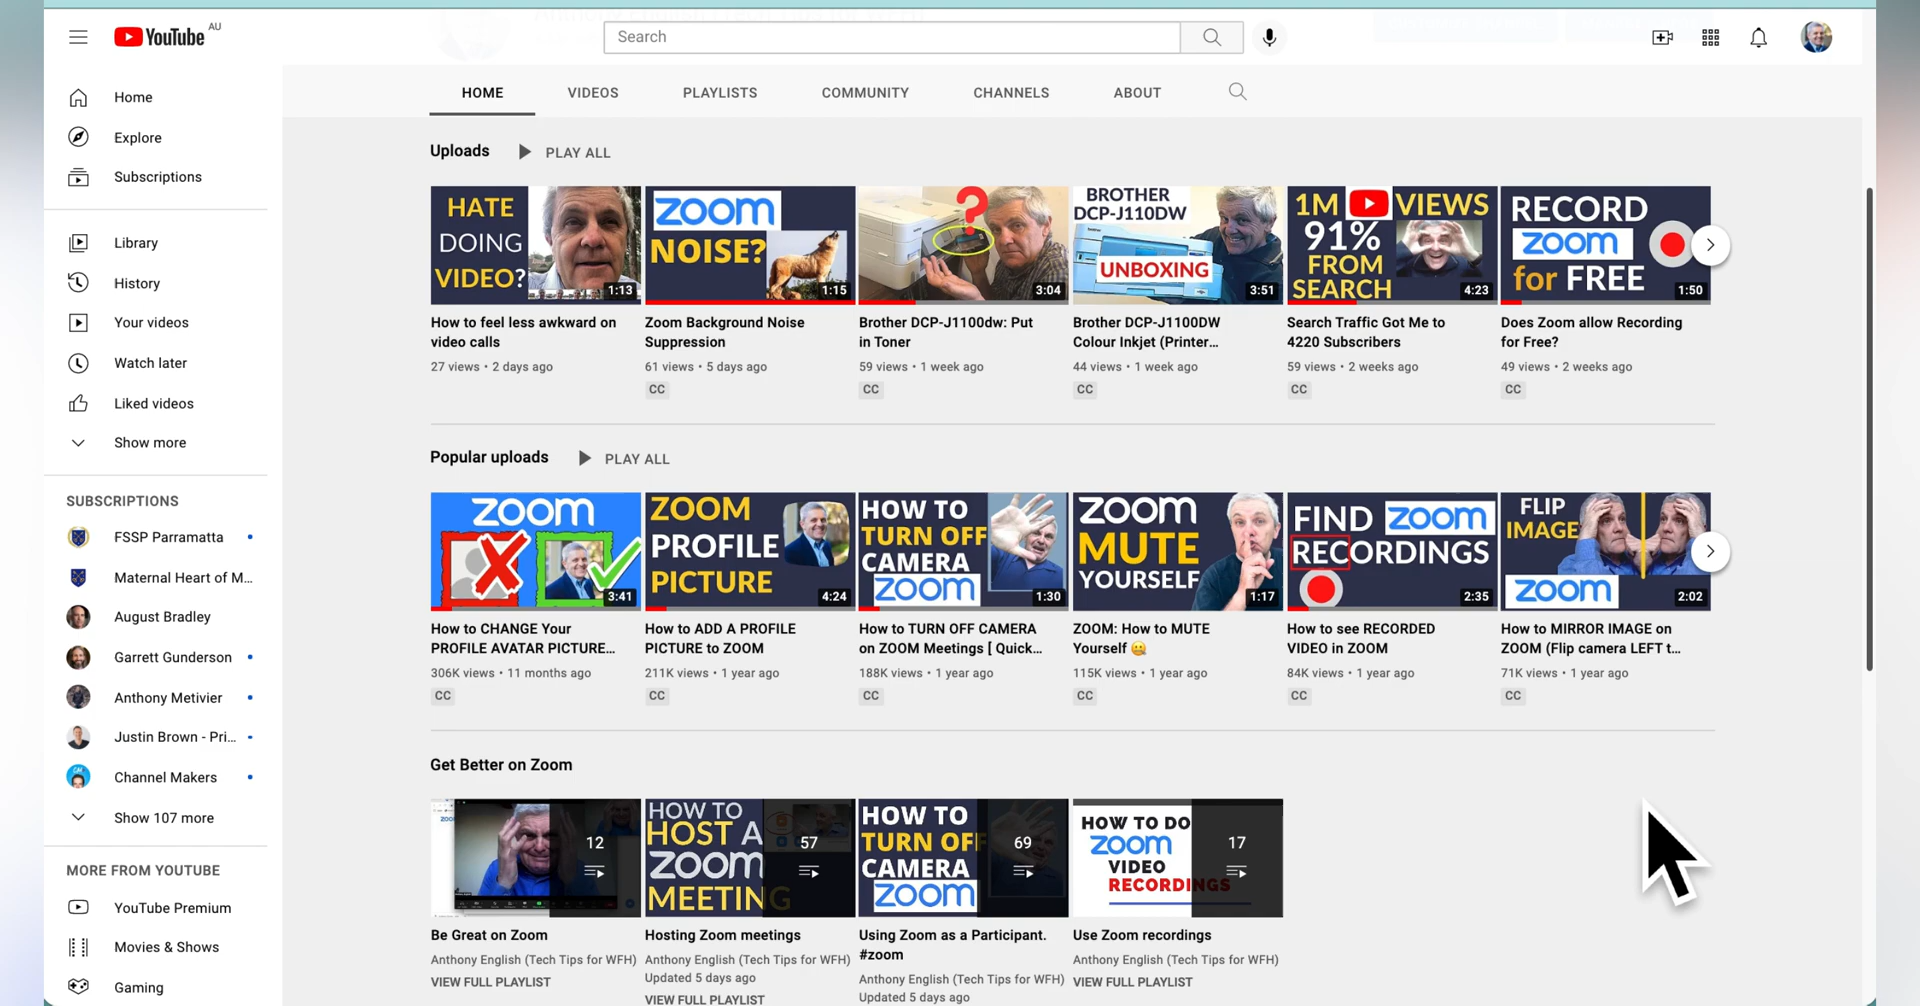 YouTube AU
Search
Home
Explore
Subscriptions
Library
History
Your videos
Watch later
Liked videos
Show more
SUBSCRIPTIONS
FSSP Parramatta
Maternal Heart of M...
August Bradley
Garrett Gunderson
Anthony Metivier
Justin Brown - Pri...
Channel Makers
Show 107 more
MORE FROM YOUTUBE
YouTube Premium
Movies & Shows
Gaming
HOME VIDEOS PLAYLISTS COMMUNITY CHANNELS ABOUT
Uploads PLAY ALL
HATE
DOING
VIDEO?
1:13
How to feel less awkward on
video calls
27 views • 2 days ago
zoom
NOISE?
1:15
Zoom Background Noise
Suppression
61 views • 5 days ago
CC
?
3:04
Brother DCP-J1100dw: Put
in Toner
59 views • 1 week ago
CC
BROTHER
DCP-J110DW
UNBOXING
3:51
Brother DCP-J1100DW
Colour Inkjet (Printer...
44 views • 1 week ago
CC
1M VIEWS
91%
FROM
SEARCH
4:23
Search Traffic Got Me to
4220 Subscribers
59 views • 2 weeks ago
CC
RECORD
zoom
for FREE
1:50
Does Zoom allow Recording
for Free?
49 views • 2 weeks ago
CC
Popular uploads PLAY ALL
zoom
3:41
How to CHANGE Your
PROFILE AVATAR PICTURE...
306K views • 11 months ago
CC
ZOOM
PROFILE
PICTURE
4:24
How to ADD A PROFILE
PICTURE to ZOOM
211K views • 1 year ago
CC
HOW TO
TURN OFF
CAMERA
zoom
1:30
How to TURN OFF CAMERA
on ZOOM Meetings [ Quick...
188K views • 1 year ago
CC
zoom
MUTE
YOURSELF
1:17
ZOOM: How to MUTE
Yourself 🤐
115K views • 1 year ago
CC
FIND zoom
RECORDINGS
2:35
How to see RECORDED
VIDEO in ZOOM
84K views • 1 year ago
CC
FLIP
IMAGE
zoom
2:02
How to MIRROR IMAGE on
ZOOM (Flip camera LEFT t...
71K views • 1 year ago
CC
Get Better on Zoom
12
Be Great on Zoom
Anthony English (Tech Tips for WFH)
VIEW FULL PLAYLIST
HOW TO
HOST A
zoom
MEETING
57
Hosting Zoom meetings
Anthony English (Tech Tips for WFH)
Updated 5 days ago
VIEW FULL PLAYLIST
HOW TO
TURN OFF
CAMERA
zoom
69
Using Zoom as a Participant.
#zoom
Anthony English (Tech Tips for WFH)
Updated 5 days ago
HOW TO DO
zoom
VIDEO
RECORDINGS
17
Use Zoom recordings
Anthony English (Tech Tips for WFH)
VIEW FULL PLAYLIST